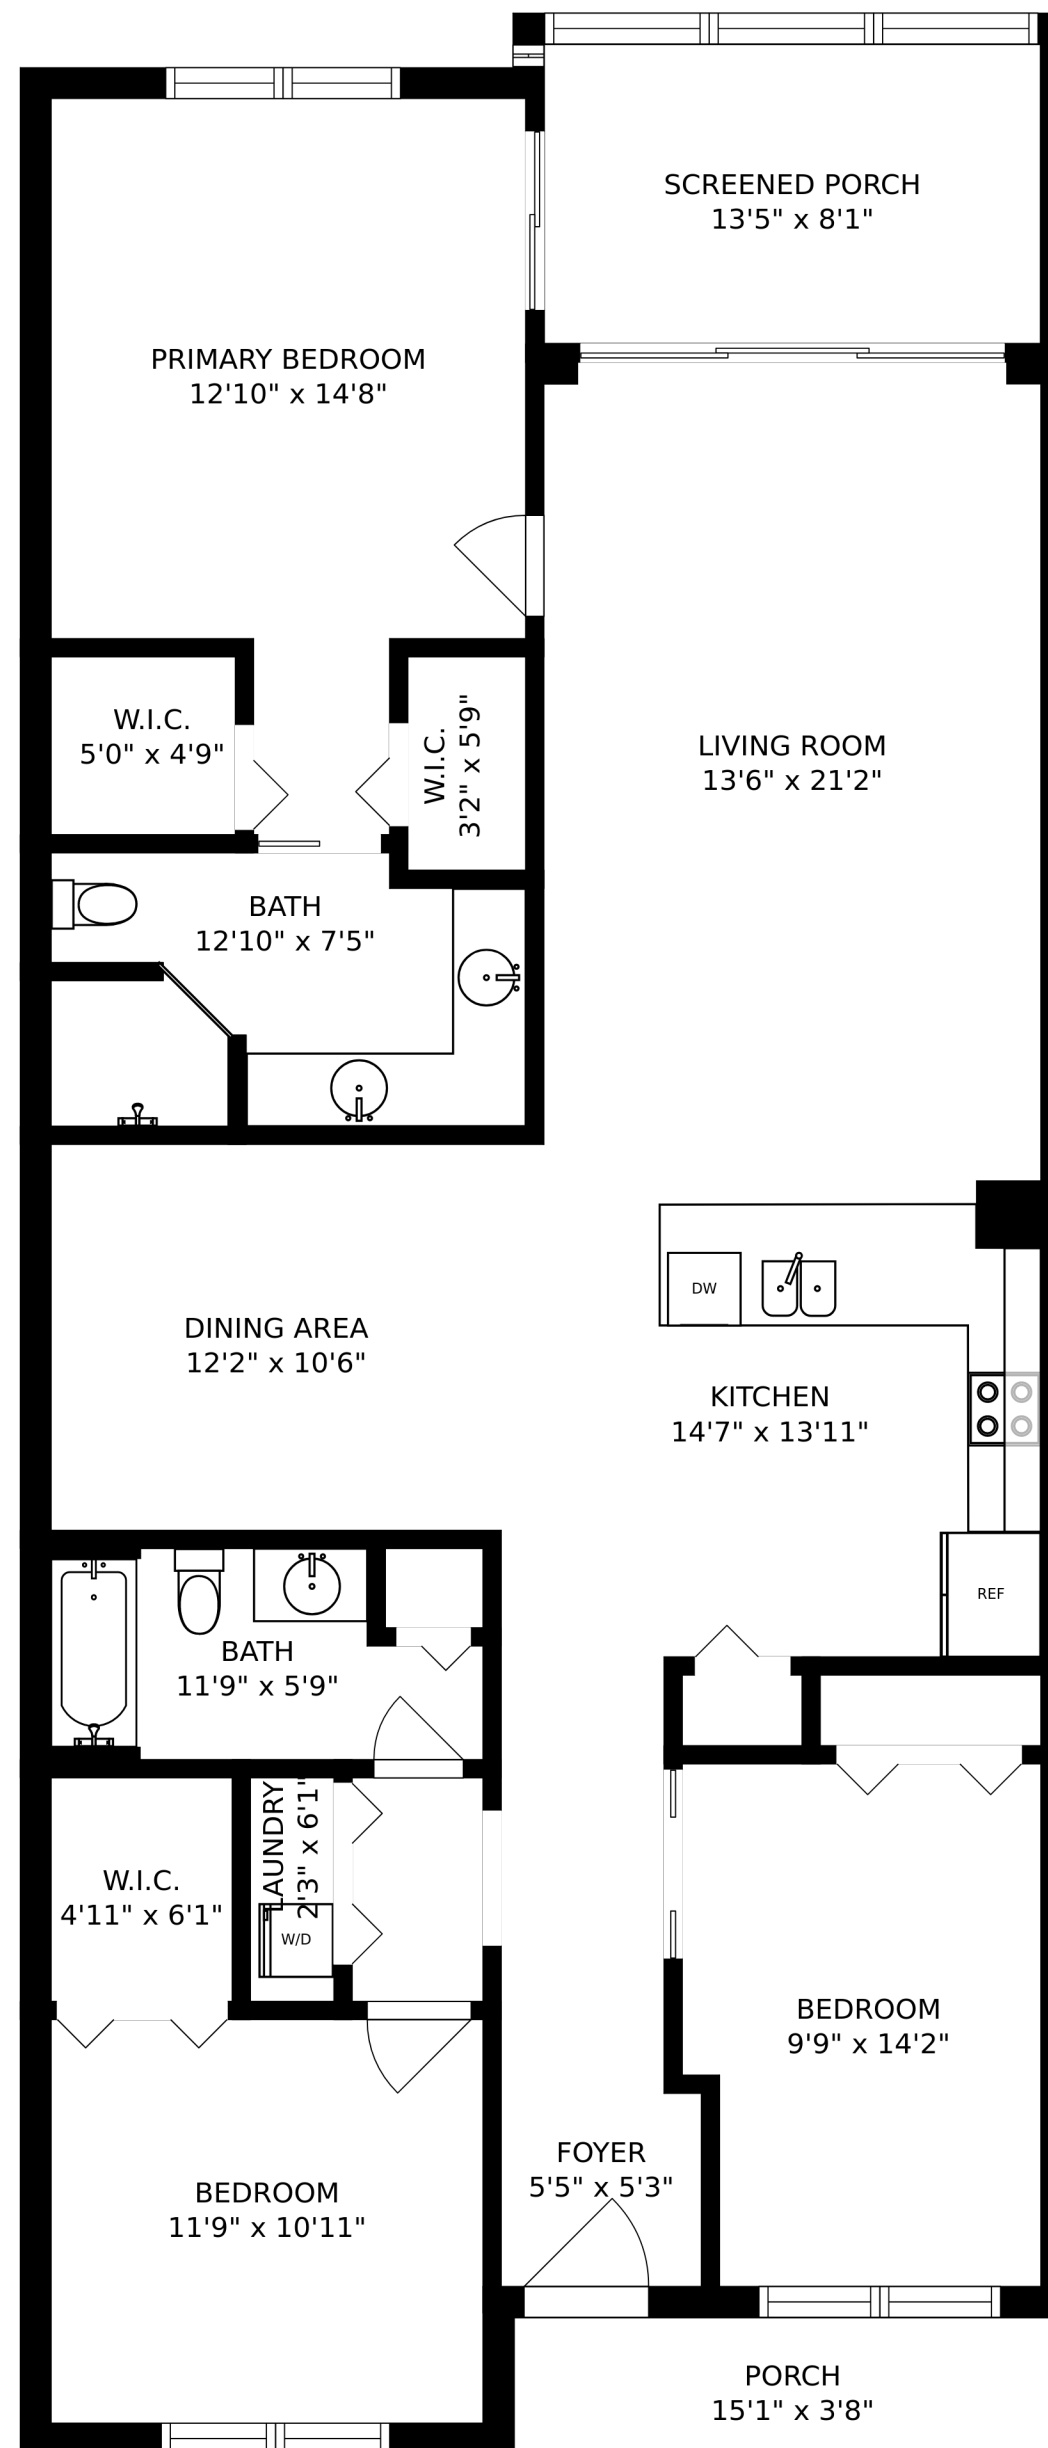 SCREENED PORCH
13'5" x 8'1"
PRIMARY BEDROOM
12'10" x 14'8"
W.I.C.
5'0" x 4'9"
W.I.C.
3'2" x 5'9"
LIVING ROOM
13'6" x 21'2"
BATH
12'10" x 7'5"
DW
DINING AREA
12'2" x 10'6"
KITCHEN
14'7" x 13'11"
REF
BATH
11'9" x 5'9"
LAUNDRY
2'3" x 6'1"
W.I.C.
4'11" x 6'1"
W/D
BEDROOM
9'9" x 14'2"
FOYER
5'5" x 5'3"
BEDROOM
11'9" x 10'11"
PORCH
15'1" x 3'8"